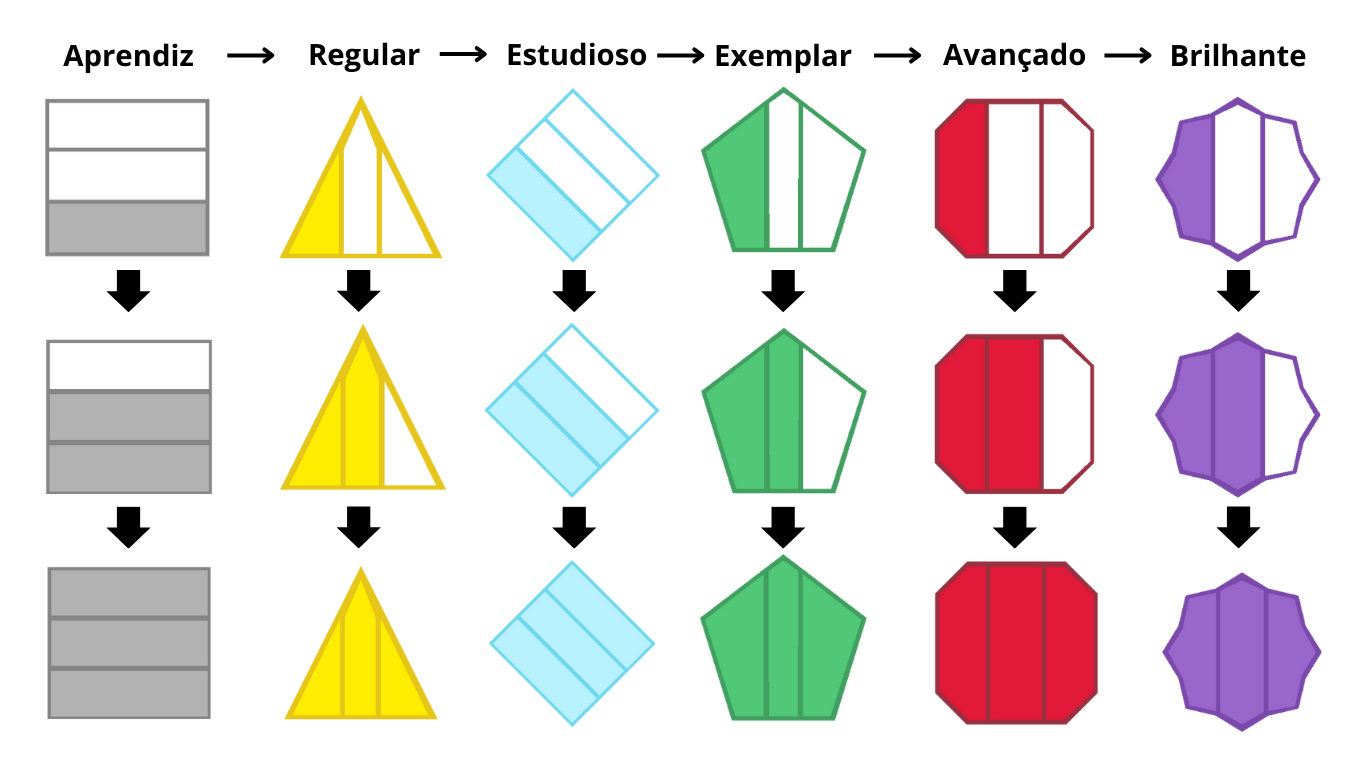 Aprendiz → Regular → Estudioso → Exemplar → Avançado → Brilhante